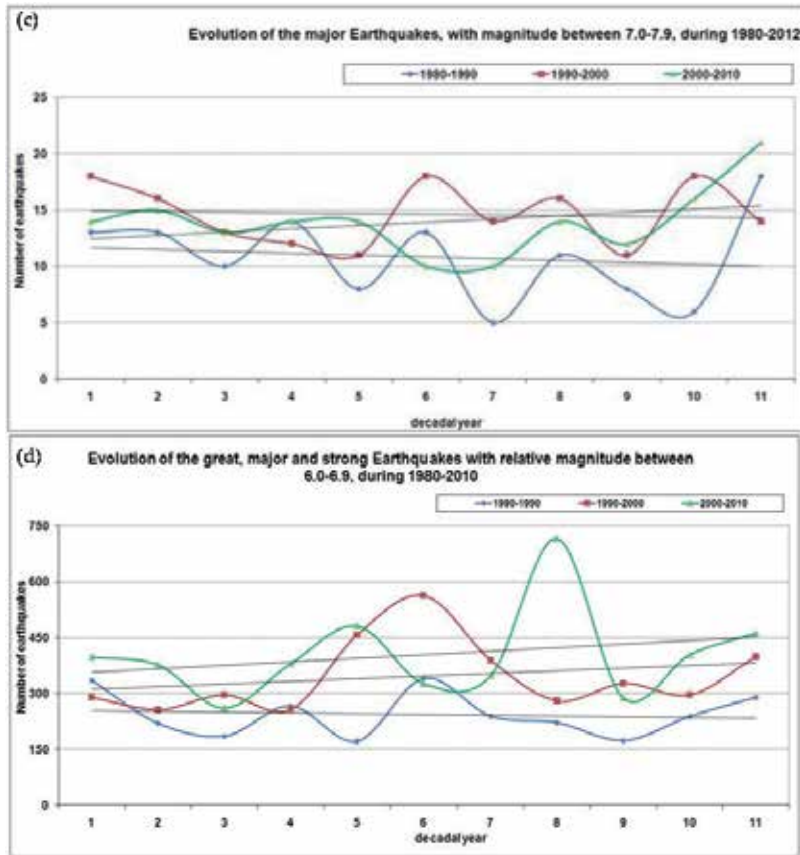 (c)
Evolution of the major Earthquakes, with magnitude between 7.0-7.9, during 1980-2012
1980-1990 1990-2000 2000-2010
Number of earthquakes
25
20
15
10
5
0
1 2 3 4 5 6 7 8 9 10 11
decadal year
(d)
Evolution of the great, major and strong Earthquakes with relative magnitude between
6.0-6.9, during 1980-2010
1980-1990 1990-2000 2000-2010
Number of earthquakes
750
600
450
300
150
0
1 2 3 4 5 6 7 8 9 10 11
decadal year